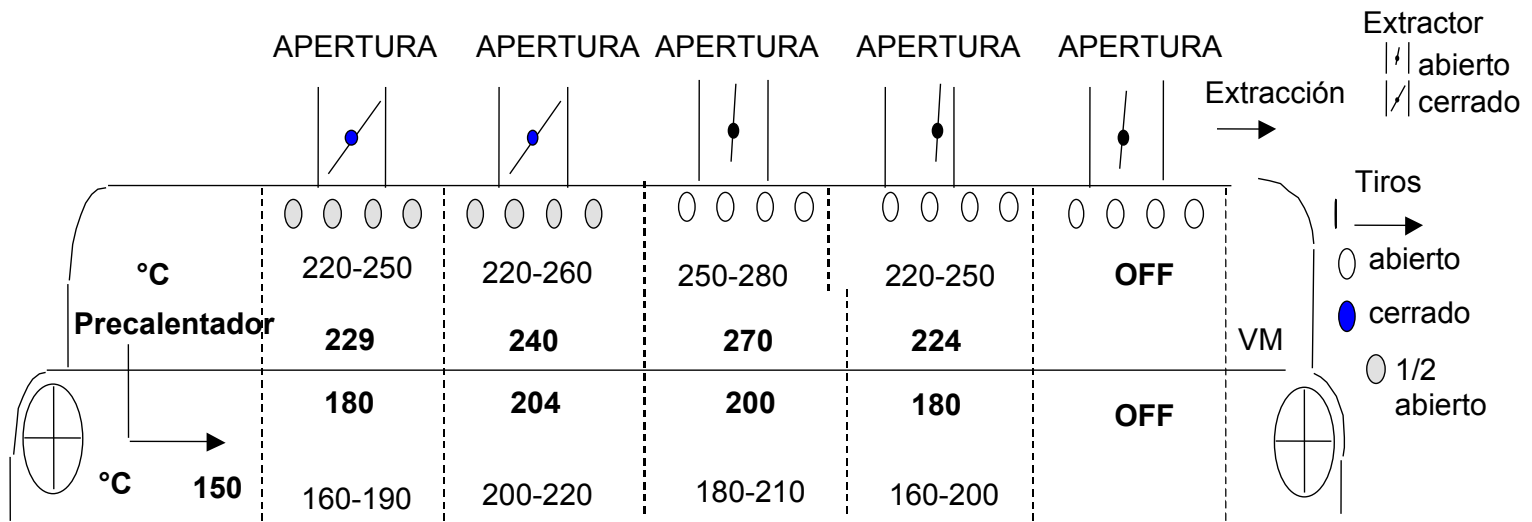 APERTURA APERTURA APERTURA APERTURA APERTURA
Extractor
abierto
cerrado
Extracción
Tiros
abierto
cerrado
1/2
abierto
°C 220-250 220-260 250-280 220-250 OFF
Precalentador 229 240 270 224 VM
180 204 200 180 OFF
°C 150 160-190 200-220 180-210 160-200